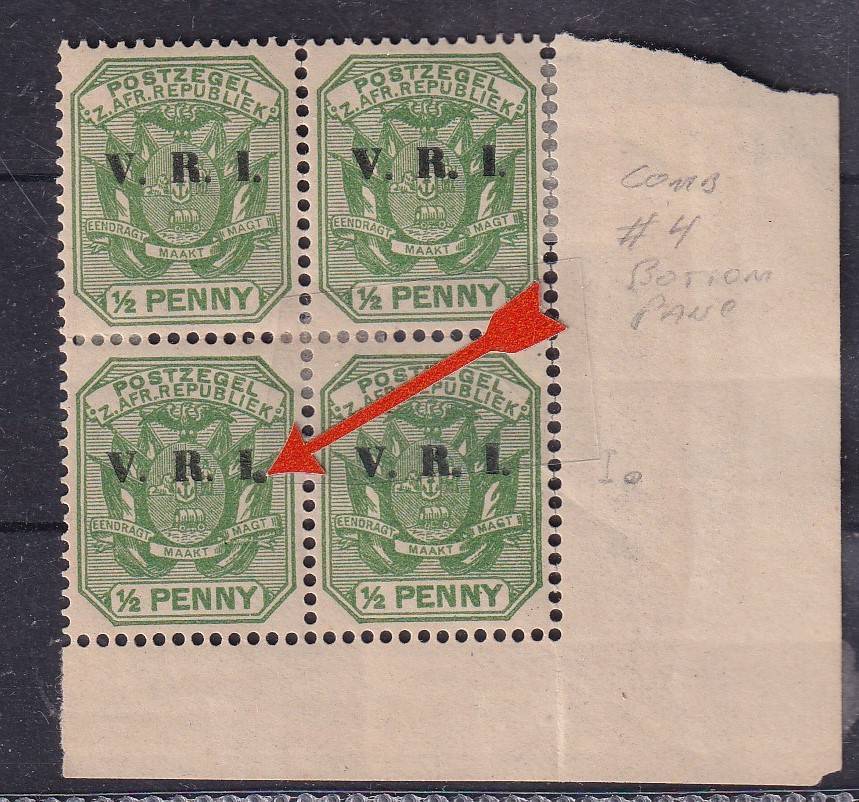 POSTZEGEL
Z. AFR. REPUBLIEK
V. R. I.
EENDRAGT MAAKT MAGT
½ PENNY
POSTZEGEL
Z. AFR. REPUBLIEK
V. R. I.
EENDRAGT MAAKT MAGT
½ PENNY
COMB
#4
BOTTOM
PANE
POSTZEGEL
Z. AFR. REPUBLIEK
V. R. I.
EENDRAGT MAAKT MAGT
½ PENNY
POSTZEGEL
Z. AFR. REPUBLIEK
V. R. I.
EENDRAGT MAAKT MAGT
½ PENNY
Io